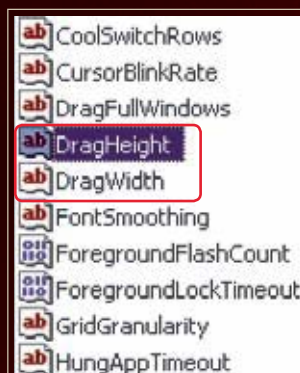 CoolSwitchRows
CursorBlinkRate
DragFullWindows
DragHeight
DragWidth
FontSmoothing
ForegroundFlashCount
ForegroundLockTimeout
GridGranularity
HungAppTimeout